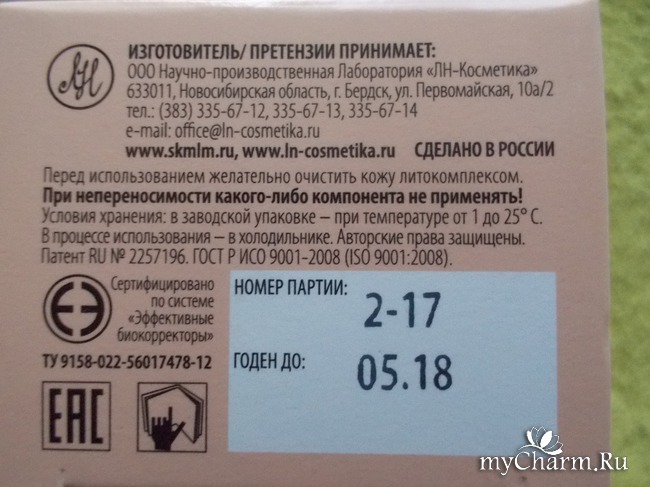 ЛН
ИЗГОТОВИТЕЛЬ/ ПРЕТЕНЗИИ ПРИНИМАЕТ:
ООО Научно-производственная Лаборатория «ЛН-Косметика»
633011, Новосибирская область, г. Бердск, ул. Первомайская, 10а/2
тел.: (383) 335-67-12, 335-67-13, 335-67-14
e-mail: office@ln-cosmetika.ru
www.skmlm.ru, www.ln-cosmetika.ru СДЕЛАНО В РОССИИ
Перед использованием желательно очистить кожу литокомплексом.
При непереносимости какого-либо компонента не применять!
Условия хранения: в заводской упаковке – при температуре от 1 до 25° С.
В процессе использования – в холодильнике. Авторские права защищены.
Патент RU № 2257196. ГОСТ Р ИСО 9001–2008 (ISO 9001:2008).
Сертифицировано
по системе
«Эффективные
биокорректоры»
ТУ 9158-022-56017478-12
EAC
НОМЕР ПАРТИИ:
2-17
ГОДЕН ДО:
05.18
myCharm.Ru